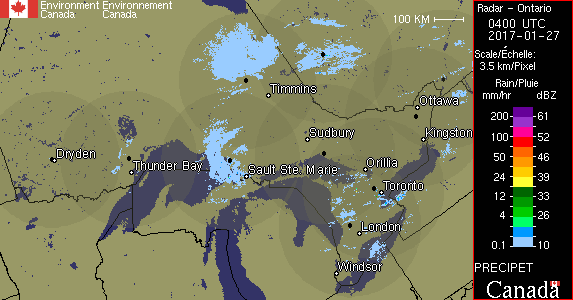 Environment Environnement
Canada Canada
100 KM
Timmins
Ottawa
Sudbury
Kingston
Dryden
Thunder Bay
Sault Ste. Marie
Orillia
Toronto
London
Windsor
Radar - Ontario
0400 UTC
2017-01-27
Scale/Échelle:
3.5 km/Pixel
Rain/Pluie
mm/hr dBZ
200 61
100 52
50 46
24 39
12 33
4 26
0.1 10
PRECIPET
Canada